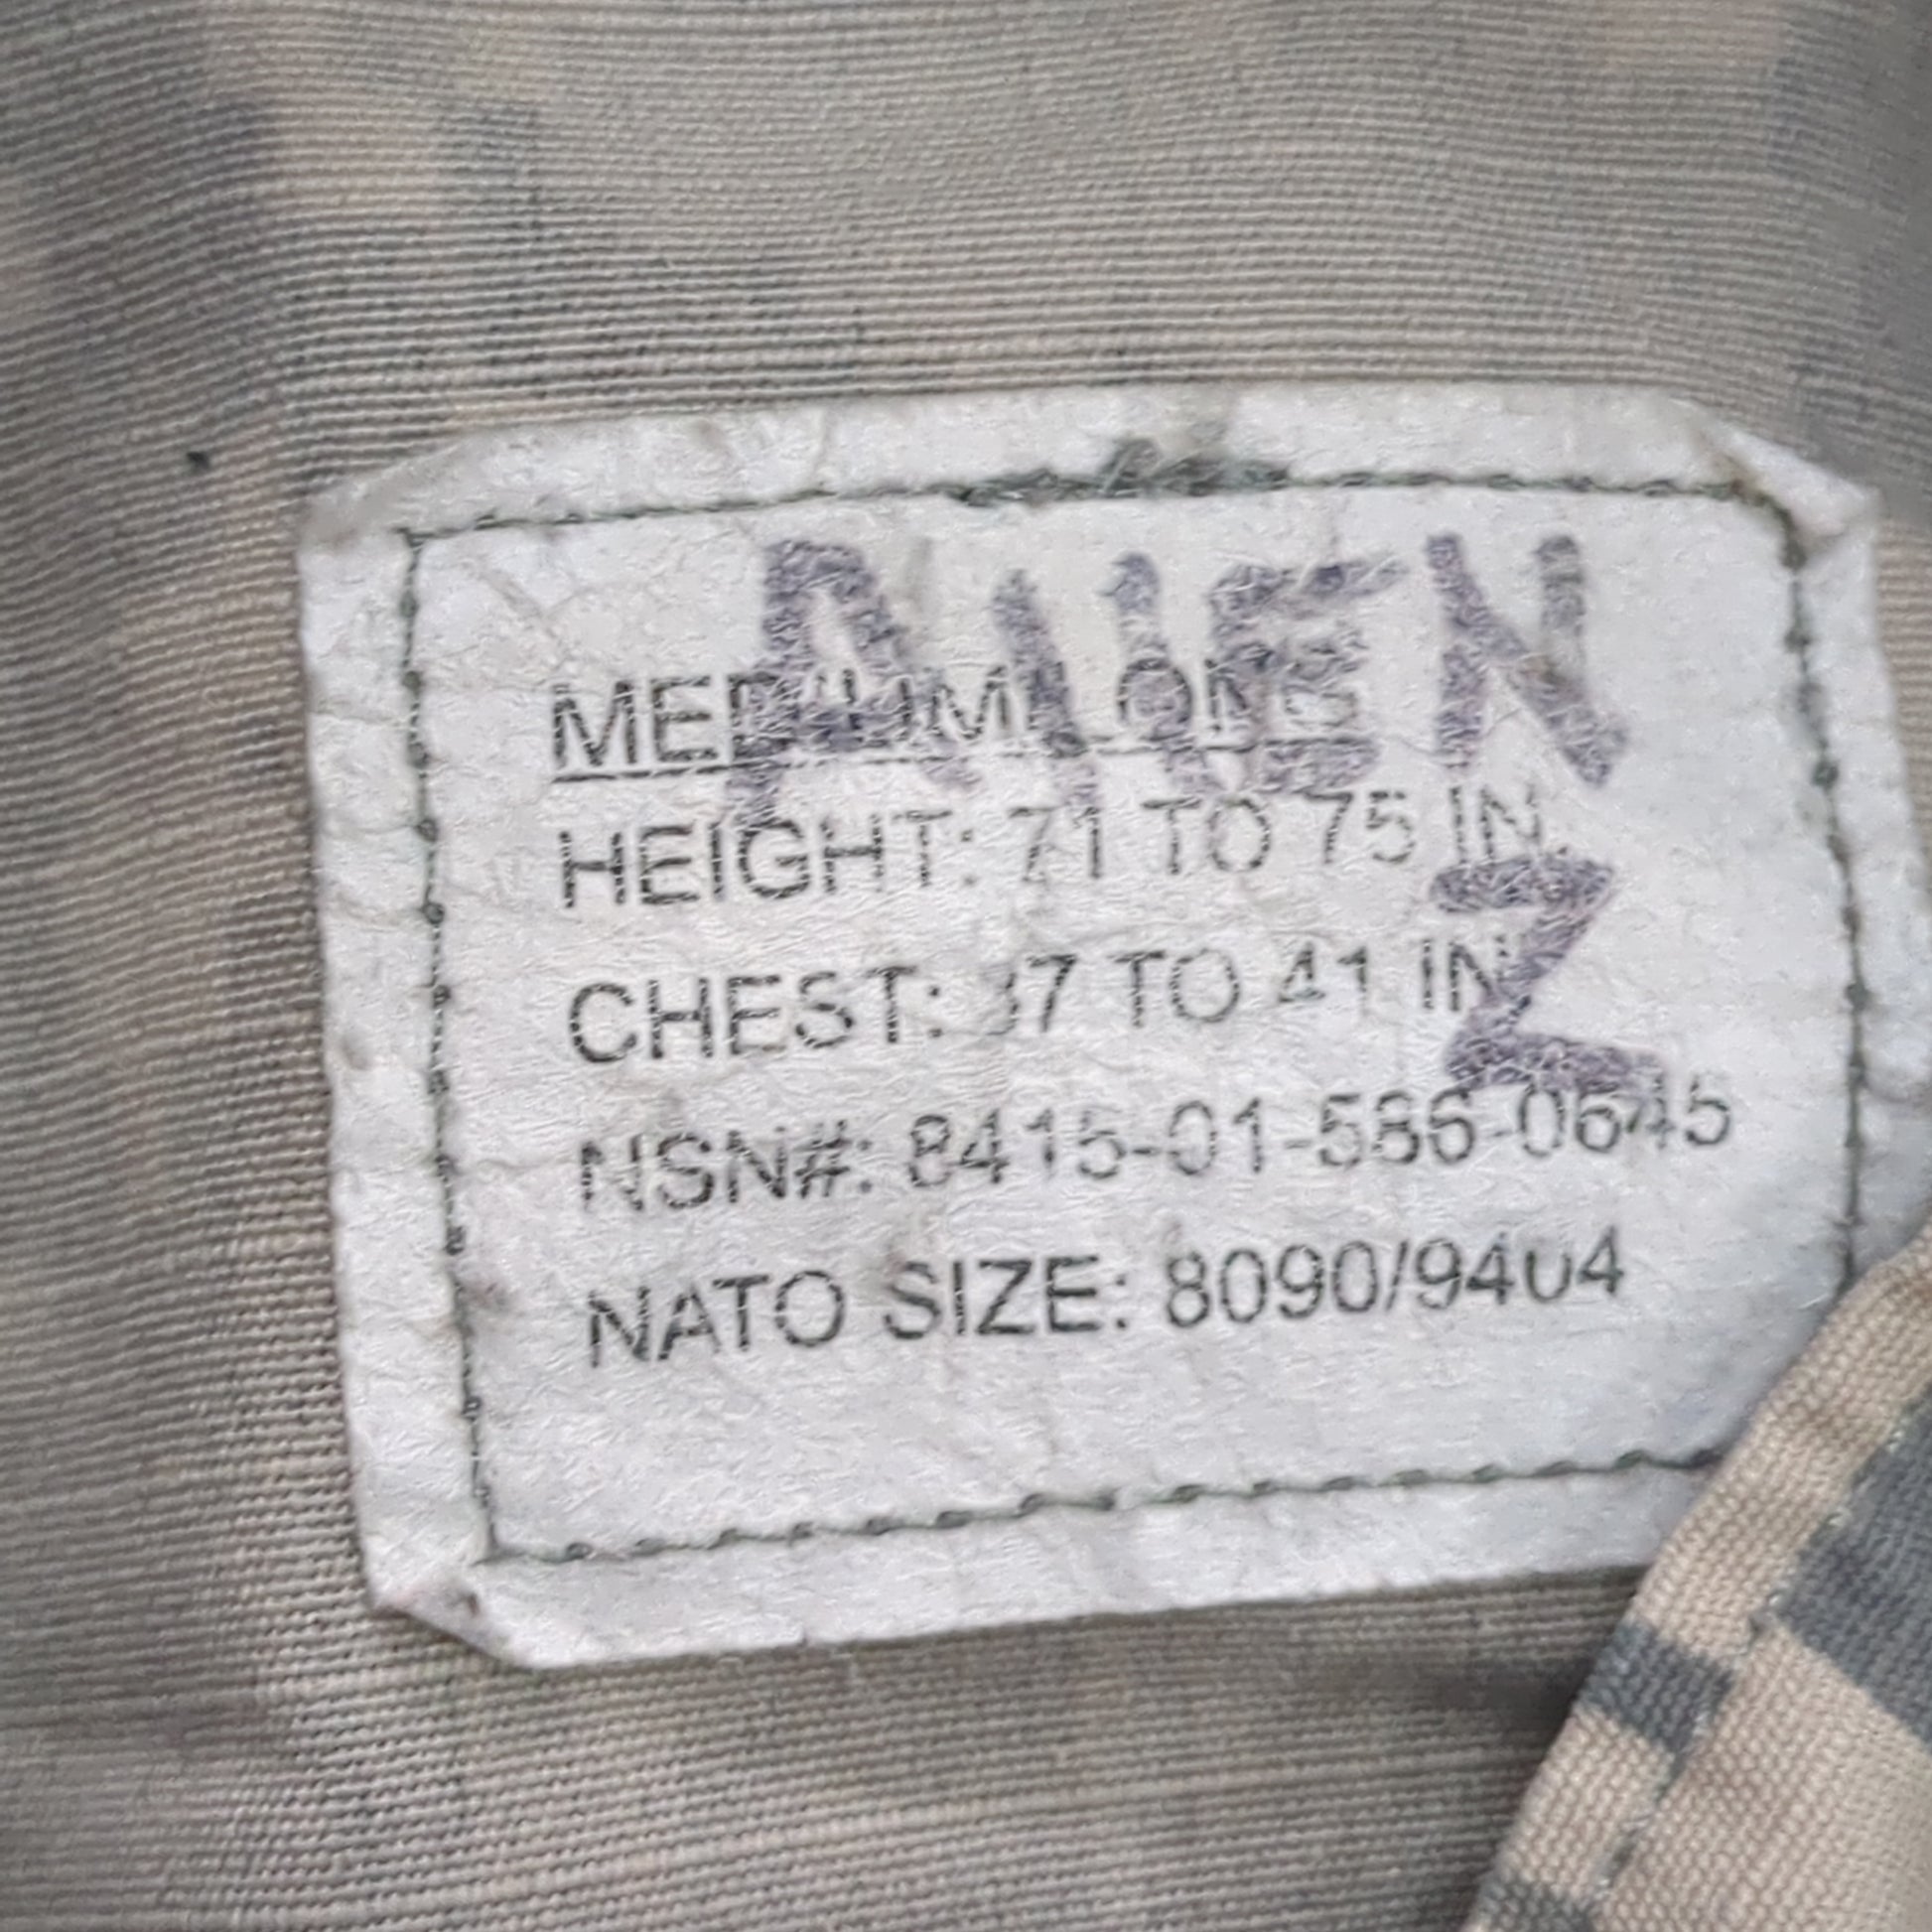 AllEN
MEDIUM LONG
HEIGHT: 71 TO 75 IN.
Z
CHEST: 37 TO 41 IN
NSN#: 8415-01-586-0645
NATO SIZE: 8090/9404